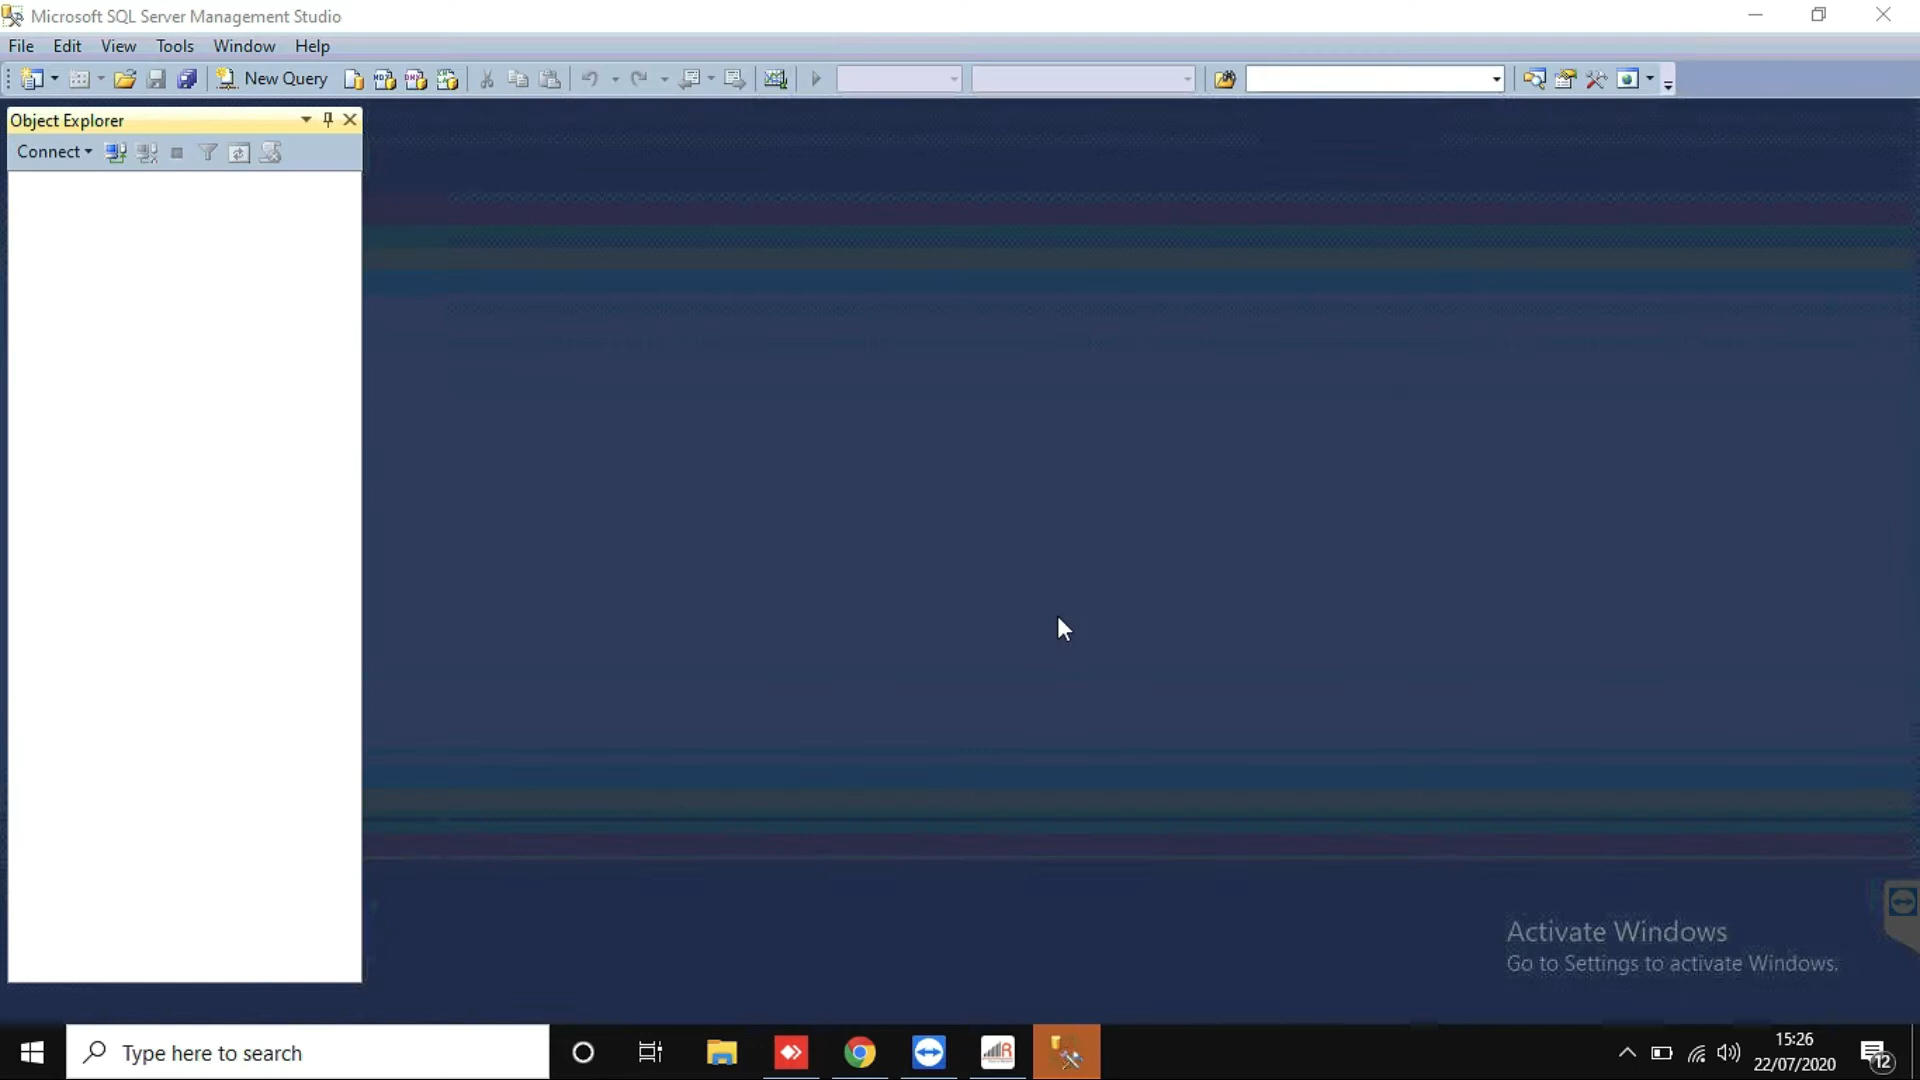 Microsoft SQL Server Management Studio
File Edit View Tools Window Help
New Query
Object Explorer
Connect
Activate Windows
Go to Settings to activate Windows.
Type here to search
15:26
22/07/2020
12